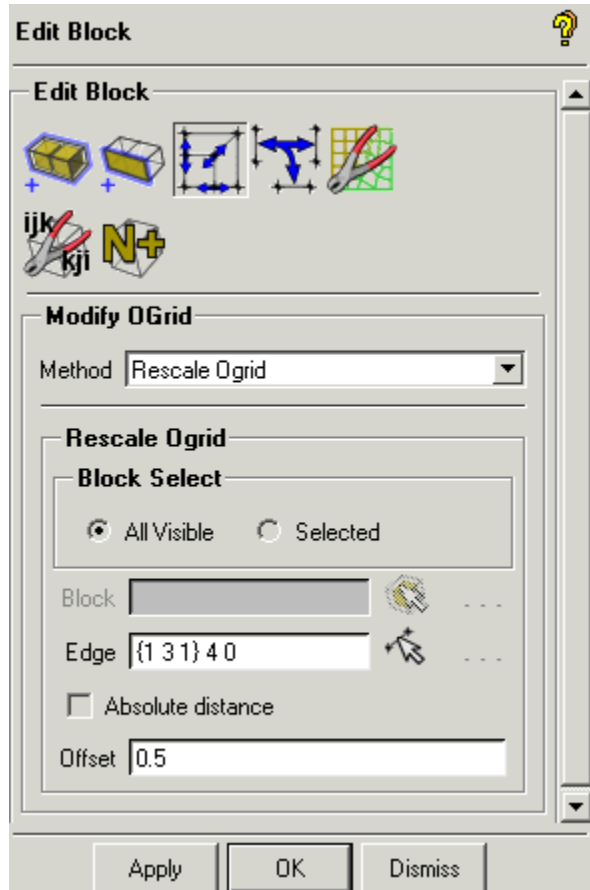 Edit Block
?
Edit Block
ijk
kji
N+
Modify OGrid
Method Rescale Ogrid
Rescale Ogrid
Block Select
All Visible Selected
Block ...
Edge {1 3 1} 4 0 ...
Absolute distance
Offset 0.5
Apply OK Dismiss